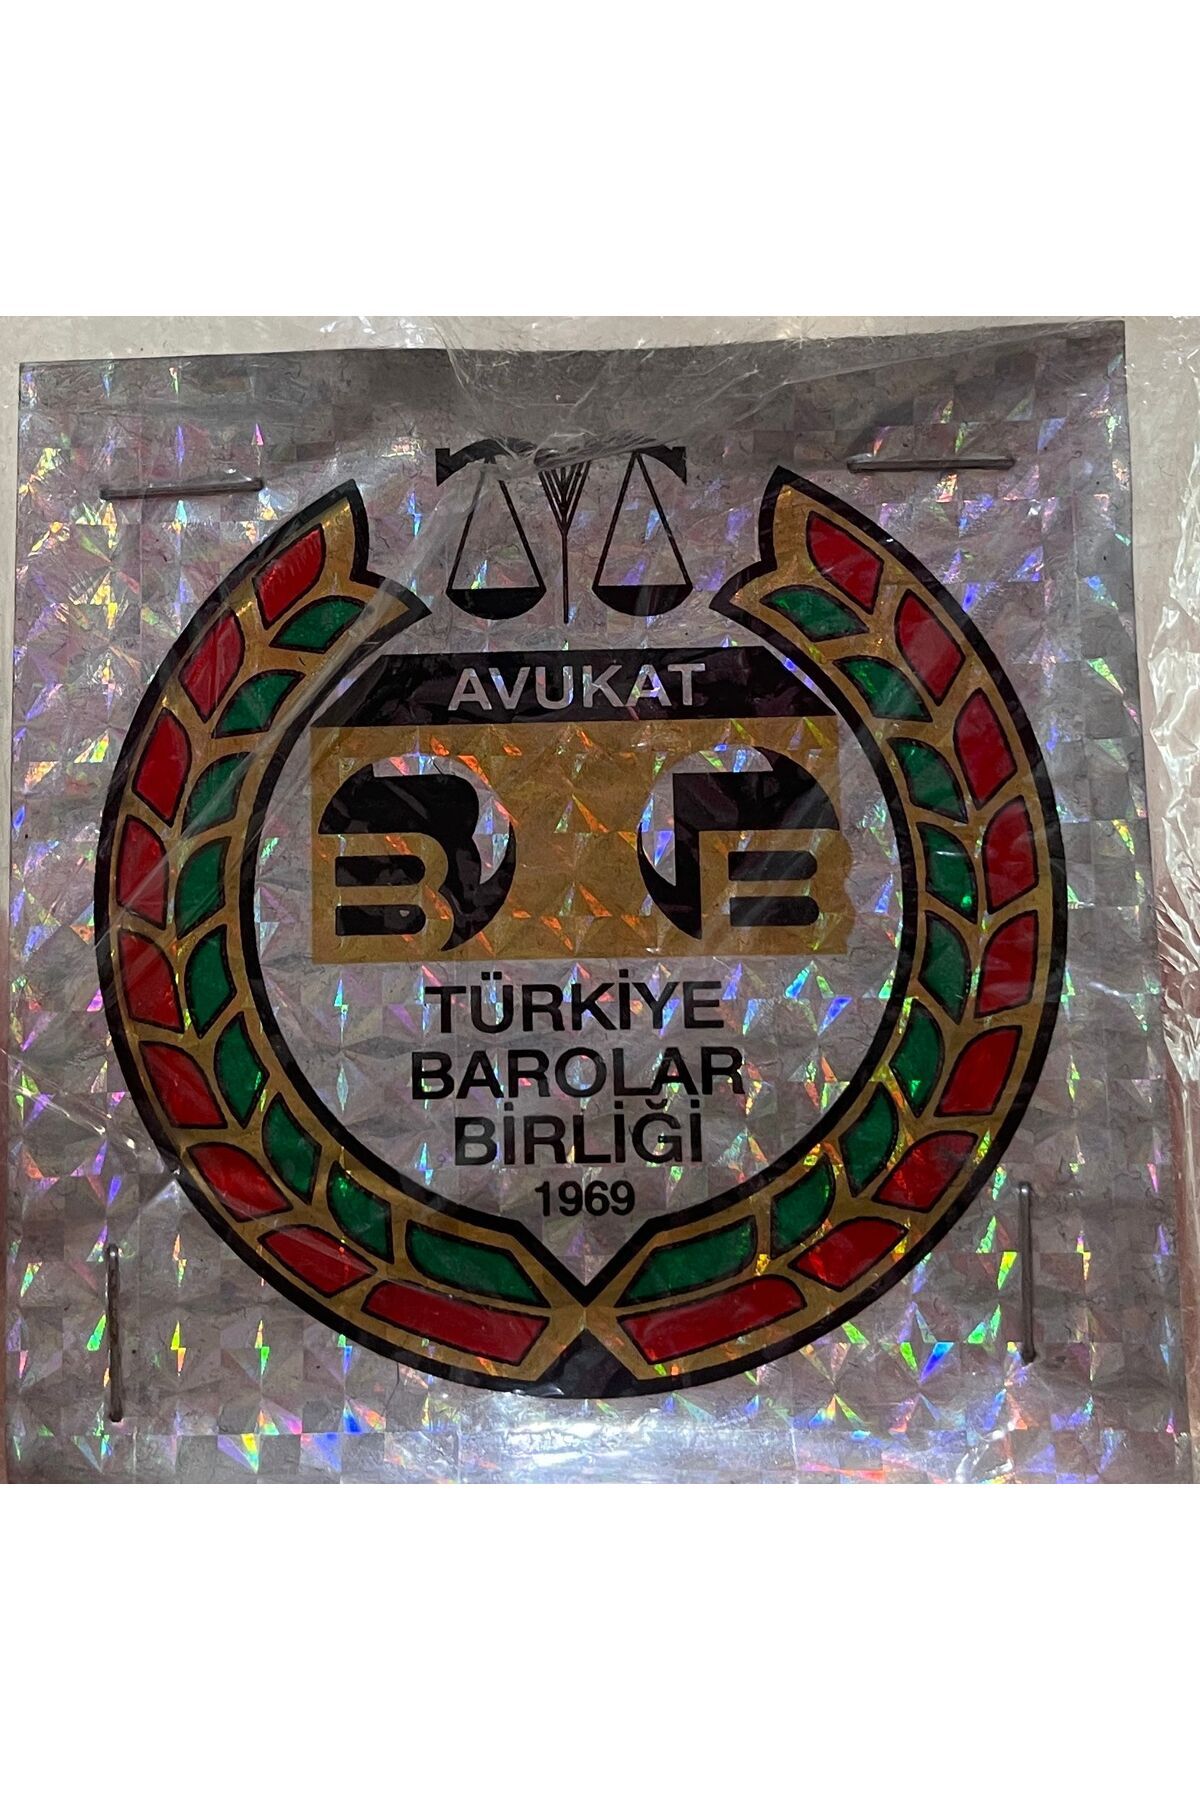 AVUKAT
B B
TÜRKİYE
BAROLAR
BİRLİĞİ
1969